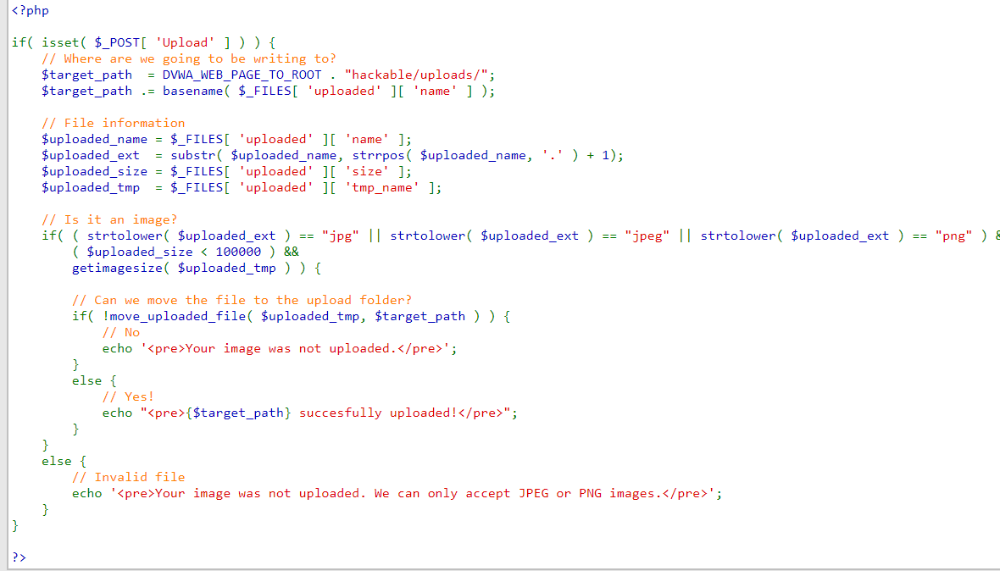 <?php

if( isset( $_POST[ 'Upload' ] ) ) {
    // Where are we going to be writing to?
    $target_path  = DVWA_WEB_PAGE_TO_ROOT . "hackable/uploads/";
    $target_path .= basename( $_FILES[ 'uploaded' ][ 'name' ] );

    // File information
    $uploaded_name = $_FILES[ 'uploaded' ][ 'name' ];
    $uploaded_ext  = substr( $uploaded_name, strrpos( $uploaded_name, '.' ) + 1);
    $uploaded_size = $_FILES[ 'uploaded' ][ 'size' ];
    $uploaded_tmp  = $_FILES[ 'uploaded' ][ 'tmp_name' ];

    // Is it an image?
    if( ( strtolower( $uploaded_ext ) == "jpg" || strtolower( $uploaded_ext ) == "jpeg" || strtolower( $uploaded_ext ) == "png" ) &
        ( $uploaded_size < 100000 ) &&
        getimagesize( $uploaded_tmp ) ) {

        // Can we move the file to the upload folder?
        if( !move_uploaded_file( $uploaded_tmp, $target_path ) ) {
            // No
            echo '<pre>Your image was not uploaded.</pre>';
        }
        else {
            // Yes!
            echo "<pre>{$target_path} succesfully uploaded!</pre>";
        }
    }
    else {
        // Invalid file
        echo '<pre>Your image was not uploaded. We can only accept JPEG or PNG images.</pre>';
    }
}

?>